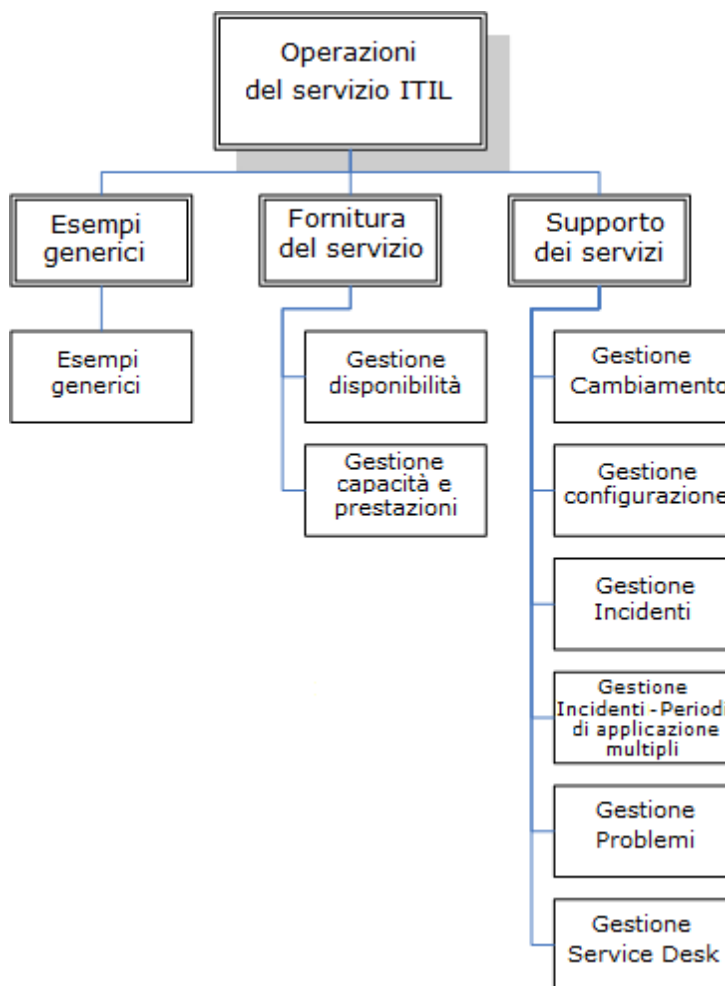 Operazioni
del servizio ITIL
Esempi
generici
Fornitura
del servizio
Supporto
dei servizi
Esempi
generici
Gestione
disponibilità
Gestione
capacità e
prestazioni
Gestione
Cambiamento
Gestione
configurazione
Gestione
Incidenti
Gestione
Incidenti - Periodi
di applicazione
multipli
Gestione
Problemi
Gestione
Service Desk